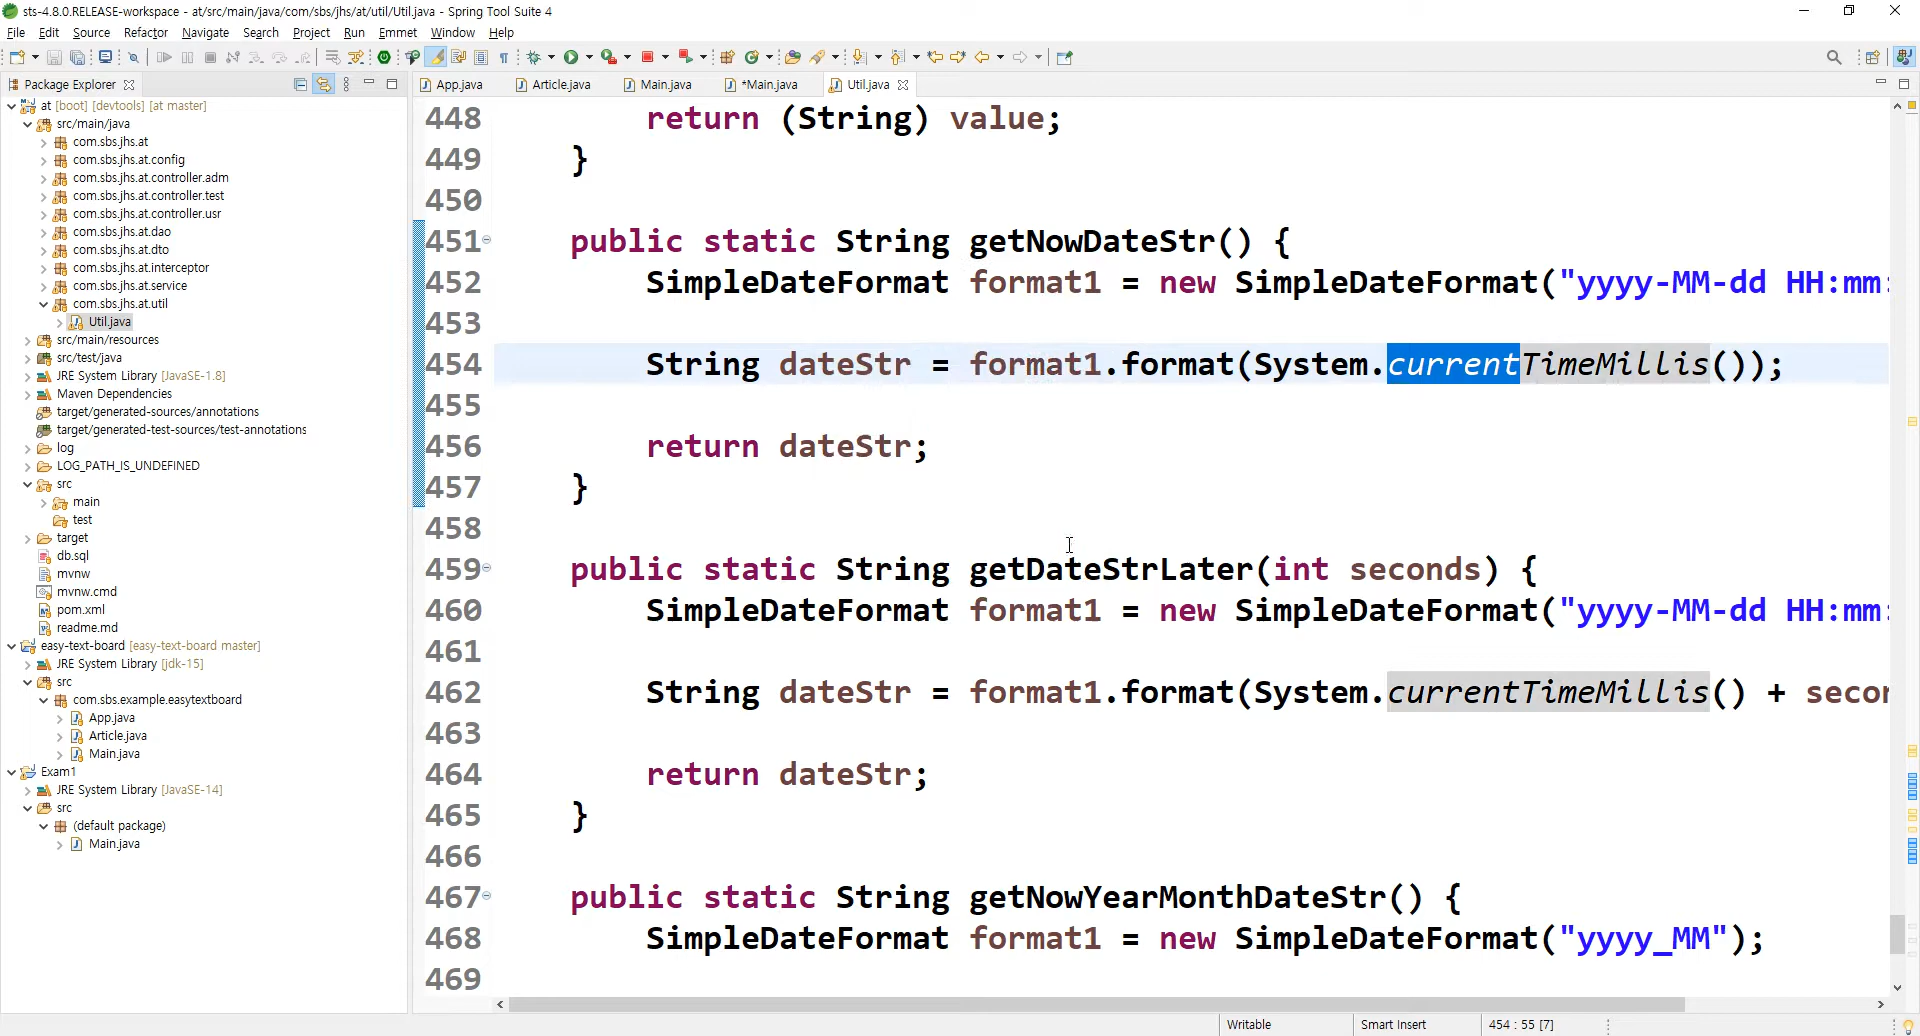 sts-4.8.0.RELEASE-workspace - at/src/main/java/com/sbs/jhs/at/util/Util.java - Spring Tool Suite 4
File Edit Source Refactor Navigate Search Project Run Emmet Window Help
Package Explorer
App.java Article.java Main.java *Main.java Util.java
at [boot] [devtools] [at master]
src/main/java
com.sbs.jhs.at
com.sbs.jhs.at.config
com.sbs.jhs.at.controller.adm
com.sbs.jhs.at.controller.test
com.sbs.jhs.at.controller.usr
com.sbs.jhs.at.dao
com.sbs.jhs.at.dto
com.sbs.jhs.at.interceptor
com.sbs.jhs.at.service
com.sbs.jhs.at.util
Util.java
src/main/resources
src/test/java
JRE System Library [JavaSE-1.8]
Maven Dependencies
target/generated-sources/annotations
target/generated-test-sources/test-annotations
log
LOG_PATH_IS_UNDEFINED
src
main
test
target
db.sql
mvnw
mvnw.cmd
pom.xml
readme.md
easy-text-board [easy-text-board master]
JRE System Library [jdk-15]
src
com.sbs.example.easytextboard
App.java
Article.java
Main.java
Exam1
JRE System Library [JavaSE-14]
src
(default package)
Main.java
448 return (String) value;
449 }
450
451 public static String getNowDateStr() {
452 SimpleDateFormat format1 = new SimpleDateFormat("yyyy-MM-dd HH:mm:
453
454 String dateStr = format1.format(System.currentTimeMillis());
455
456 return dateStr;
457 }
458
459 public static String getDateStrLater(int seconds) {
460 SimpleDateFormat format1 = new SimpleDateFormat("yyyy-MM-dd HH:mm:
461
462 String dateStr = format1.format(System.currentTimeMillis() + secon
463
464 return dateStr;
465 }
466
467 public static String getNowYearMonthDateStr() {
468 SimpleDateFormat format1 = new SimpleDateFormat("yyyy_MM");
469
Writable Smart Insert 454 : 55 [7]